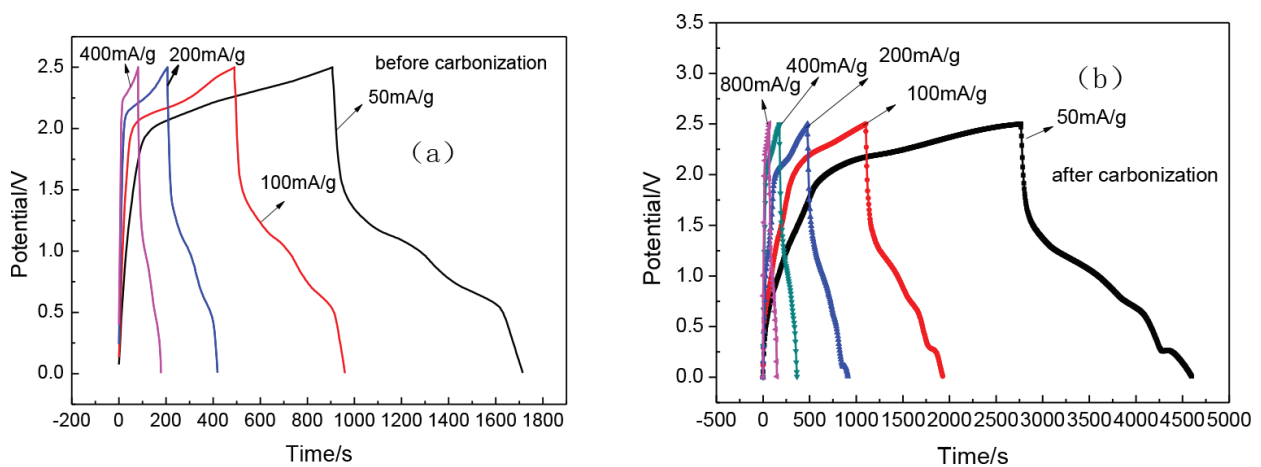 400mA/g
200mA/g
before carbonization
50mA/g
(a)
100mA/g
Potential/V
2.5
2.0
1.5
1.0
0.5
0.0
-200 0 200 400 600 800 1000 1200 1400 1600 1800
Time/s
(b)
800mA/g
400mA/g
200mA/g
100mA/g
50mA/g
after carbonization
Potential/V
3.5
3.0
2.5
2.0
1.5
1.0
0.5
0.0
-500 0 500 1000 1500 2000 2500 3000 3500 4000 4500 5000
Time/s